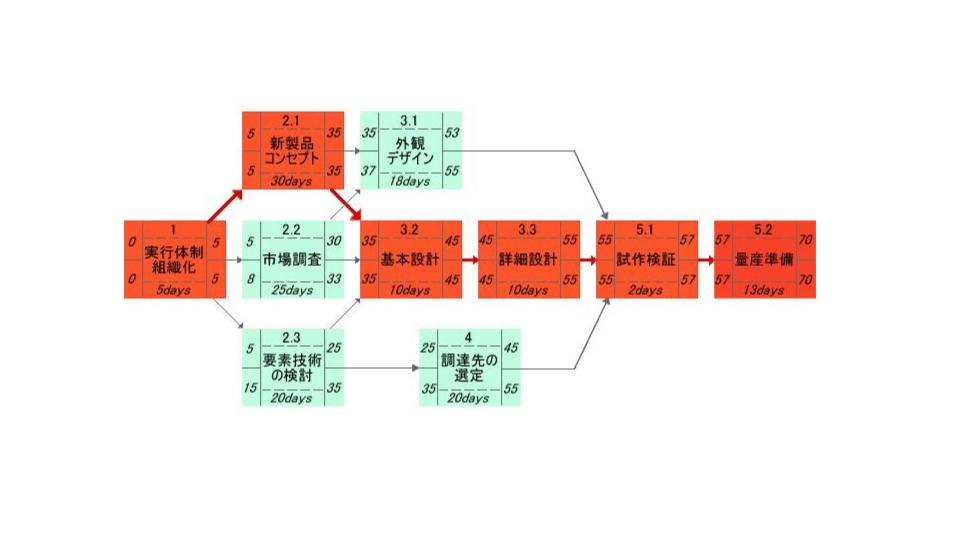 2.1
5 新製品 35
コンセプト
5 35
30days
3.1
35 外観 53
デザイン
37 55
18days
1
0 実行体制 5
0 組織化 5
5days
2.2
5 30
市場調査
8 33
25days
3.2
35 45
基本設計
35 45
10days
3.3
45 55
詳細設計
45 55
10days
5.1
55 57
試作検証
55 57
2days
5.2
57 70
量産準備
57 70
13days
2.3
5 25
要素技術
の検討
15 35
20days
4
25 45
調達先の
選定
35 55
20days